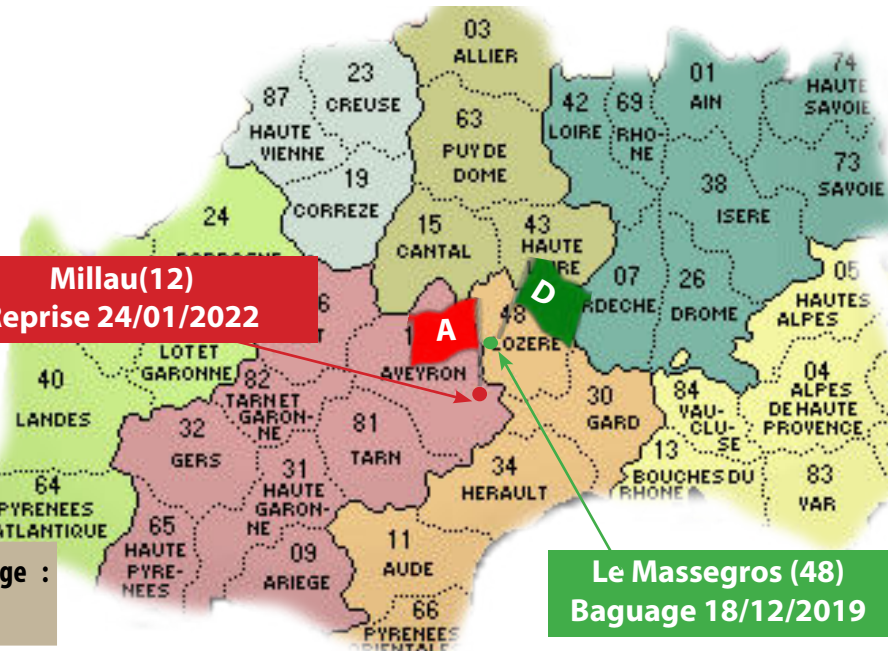 03
ALLIER
23
CREUSE
87
HAUTE
VIENNE
63
PUY DE
DOME
19
CORREZE
15
CANTAL
43
HAUTE
42
LOIRE
69
RHO-
NE
01
AIN
74
HAUTE
SAVOIE
73
SAVOIE
38
ISERE
24
07
26
DROME
05
HAUTES
ALPES
Millau(12)
Reprise 24/01/2022
A
D
48
LOZERE
AVEYRON
LOT ET
GARONNE
40
LANDES
82
TARN ET
GARON-
NE
32
GERS
81
TARN
30
GARD
84
VAU-
CLU-
SE
04
ALPES
DE HAUTE
PROVENCE
13
BOUCHES DU
RHONE
83
VAR
34
HERAULT
31
HAUTE
GARON-
NE
64
PYRENEES
ATLANTIQUE
65
HAUTE
PYRE-
NEES
09
ARIEGE
11
AUDE
66
PYRENEES
Le Massegros (48)
Baguage 18/12/2019